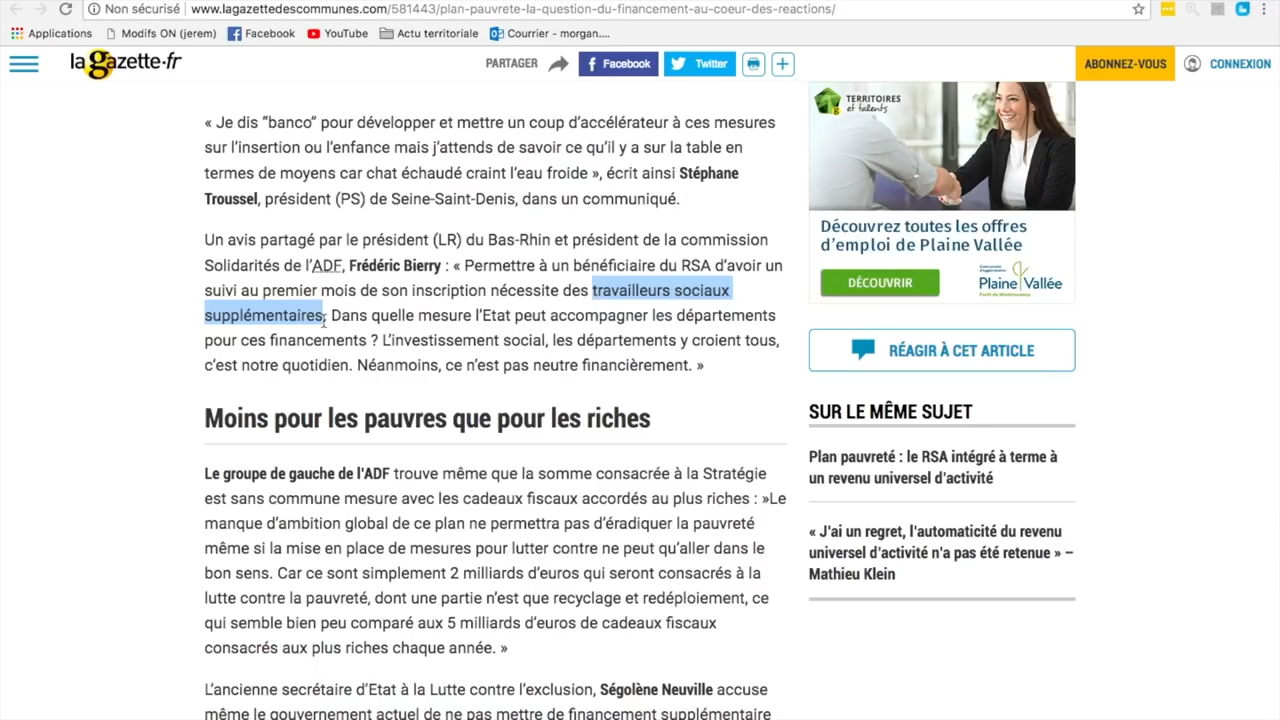 Non sécurisé | www.lagazettedescommunes.com/581443/plan-pauvrete-la-question-du-financement-au-coeur-des-reactions/
Applications Modifs ON (jerem) Facebook YouTube Actu territoriale Courrier - morgan....
la gazette·fr PARTAGER Facebook Twitter ABONNEZ-VOUS CONNEXION
« Je dis “banco” pour développer et mettre un coup d’accélérateur à ces mesures
sur l’insertion ou l’enfance mais j’attends de savoir ce qu’il y a sur la table en
termes de moyens car chat échaudé craint l’eau froide », écrit ainsi Stéphane
Troussel, président (PS) de Seine-Saint-Denis, dans un communiqué.
Un avis partagé par le président (LR) du Bas-Rhin et président de la commission
Solidarités de l’ADF, Frédéric Bierry : « Permettre à un bénéficiaire du RSA d’avoir un
suivi au premier mois de son inscription nécessite des travailleurs sociaux
supplémentaires. Dans quelle mesure l’Etat peut accompagner les départements
pour ces financements ? L’investissement social, les départements y croient tous,
c’est notre quotidien. Néanmoins, ce n’est pas neutre financièrement. »
Moins pour les pauvres que pour les riches
Le groupe de gauche de l'ADF trouve même que la somme consacrée à la Stratégie
est sans commune mesure avec les cadeaux fiscaux accordés au plus riches : »Le
manque d’ambition global de ce plan ne permettra pas d’éradiquer la pauvreté
même si la mise en place de mesures pour lutter contre ne peut qu’aller dans le
bon sens. Car ce sont simplement 2 milliards d’euros qui seront consacrés à la
lutte contre la pauvreté, dont une partie n’est que recyclage et redéploiement, ce
qui semble bien peu comparé aux 5 milliards d’euros de cadeaux fiscaux
consacrés aux plus riches chaque année. »
L’ancienne secrétaire d’Etat à la Lutte contre l’exclusion, Ségolène Neuville accuse
même le gouvernement actuel de ne pas mettre de financement supplémentaire
TERRITOIRES
et talents
Découvrez toutes les offres
d’emploi de Plaine Vallée
DÉCOUVRIR
Plaine Vallée
RÉAGIR À CET ARTICLE
SUR LE MÊME SUJET
Plan pauvreté : le RSA intégré à terme à
un revenu universel d’activité
« J’ai un regret, l’automaticité du revenu
universel d’activité n’a pas été retenue » –
Mathieu Klein